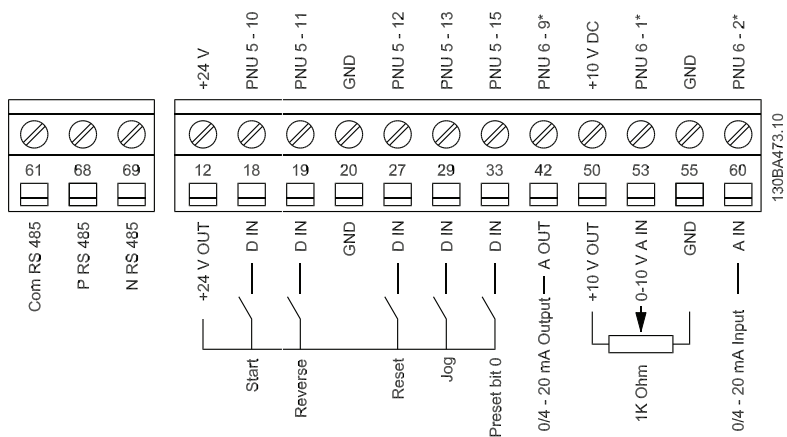 +24 V
PNU 5 - 10
PNU 5 - 11
GND
PNU 5 - 12
PNU 5 - 13
PNU 5 - 15
PNU 6 - 9*
+10 V DC
PNU 6 - 1*
GND
PNU 6 - 2*
61 68 69
12 18 19 20 27 29 33 42 50 53 55 60
Com RS 485
P RS 485
N RS 485
+24 V OUT
D IN
D IN
GND
D IN
D IN
D IN
0/4 - 20 mA Output — A OUT
+10 V OUT
0-10 V A IN
GND
0/4 - 20 mA Input — A IN
Start
Reverse
Reset
Jog
Preset bit 0
1K Ohm
130BA473.10